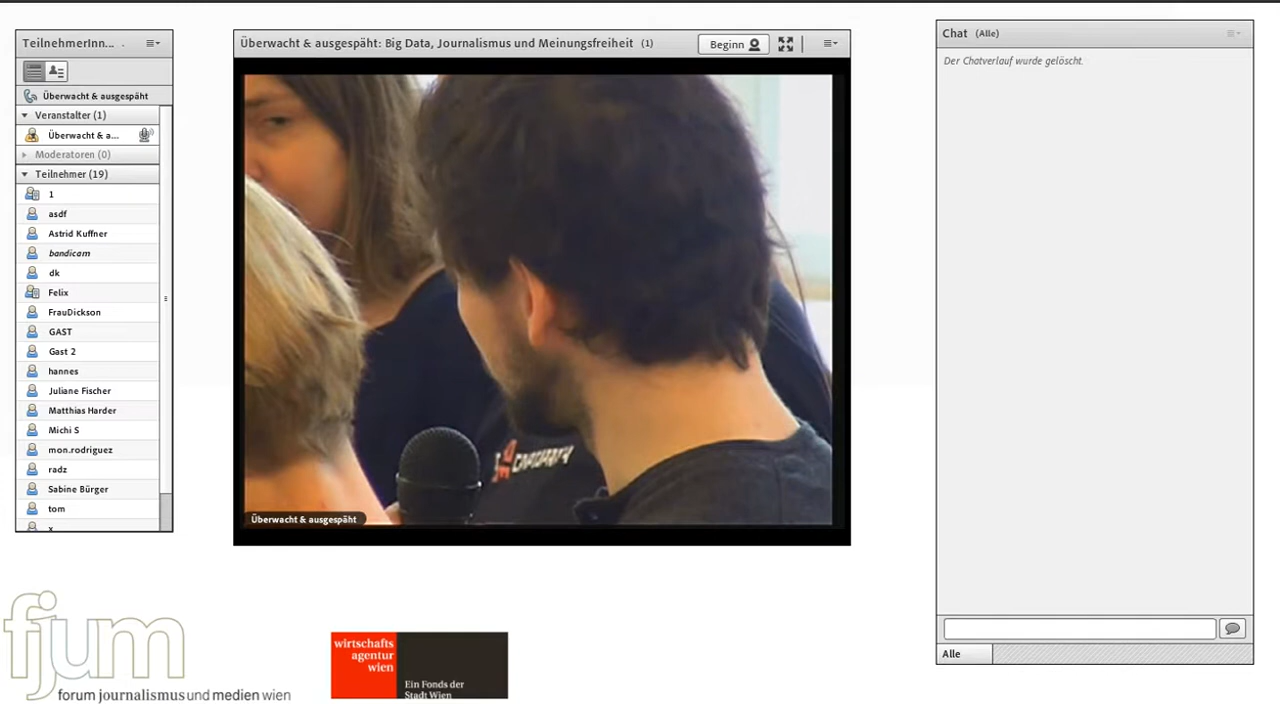 TeilnehmerInn... .
Überwacht & ausgespäht
Veranstalter (1)
Überwacht & a...
Moderatoren (0)
Teilnehmer (19)
1
asdf
Astrid Kuffner
bandicam
dk
Felix
FrauDickson
GAST
Gast 2
hannes
Juliane Fischer
Matthias Harder
Michi S
mon.rodriguez
radz
Sabine Bürger
tom
x
Überwacht & ausgespäht: Big Data, Journalismus und Meinungsfreiheit (1)
Beginn
Überwacht & ausgespäht
Chat (Alle)
Der Chatverlauf wurde gelöscht.
Alle
fjum
forum journalismus und medien wien
wirtschafts
agentur
wien
Ein Fonds der
Stadt Wien